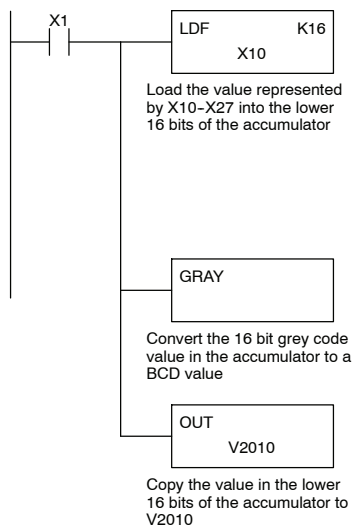 X1
LDF K16
X10
Load the value represented
by X10--X27 into the lower
16 bits of the accumulator
GRAY
Convert the 16 bit grey code
value in the accumulator to a
BCD value
OUT
V2010
Copy the value in the lower
16 bits of the accumulator to
V2010